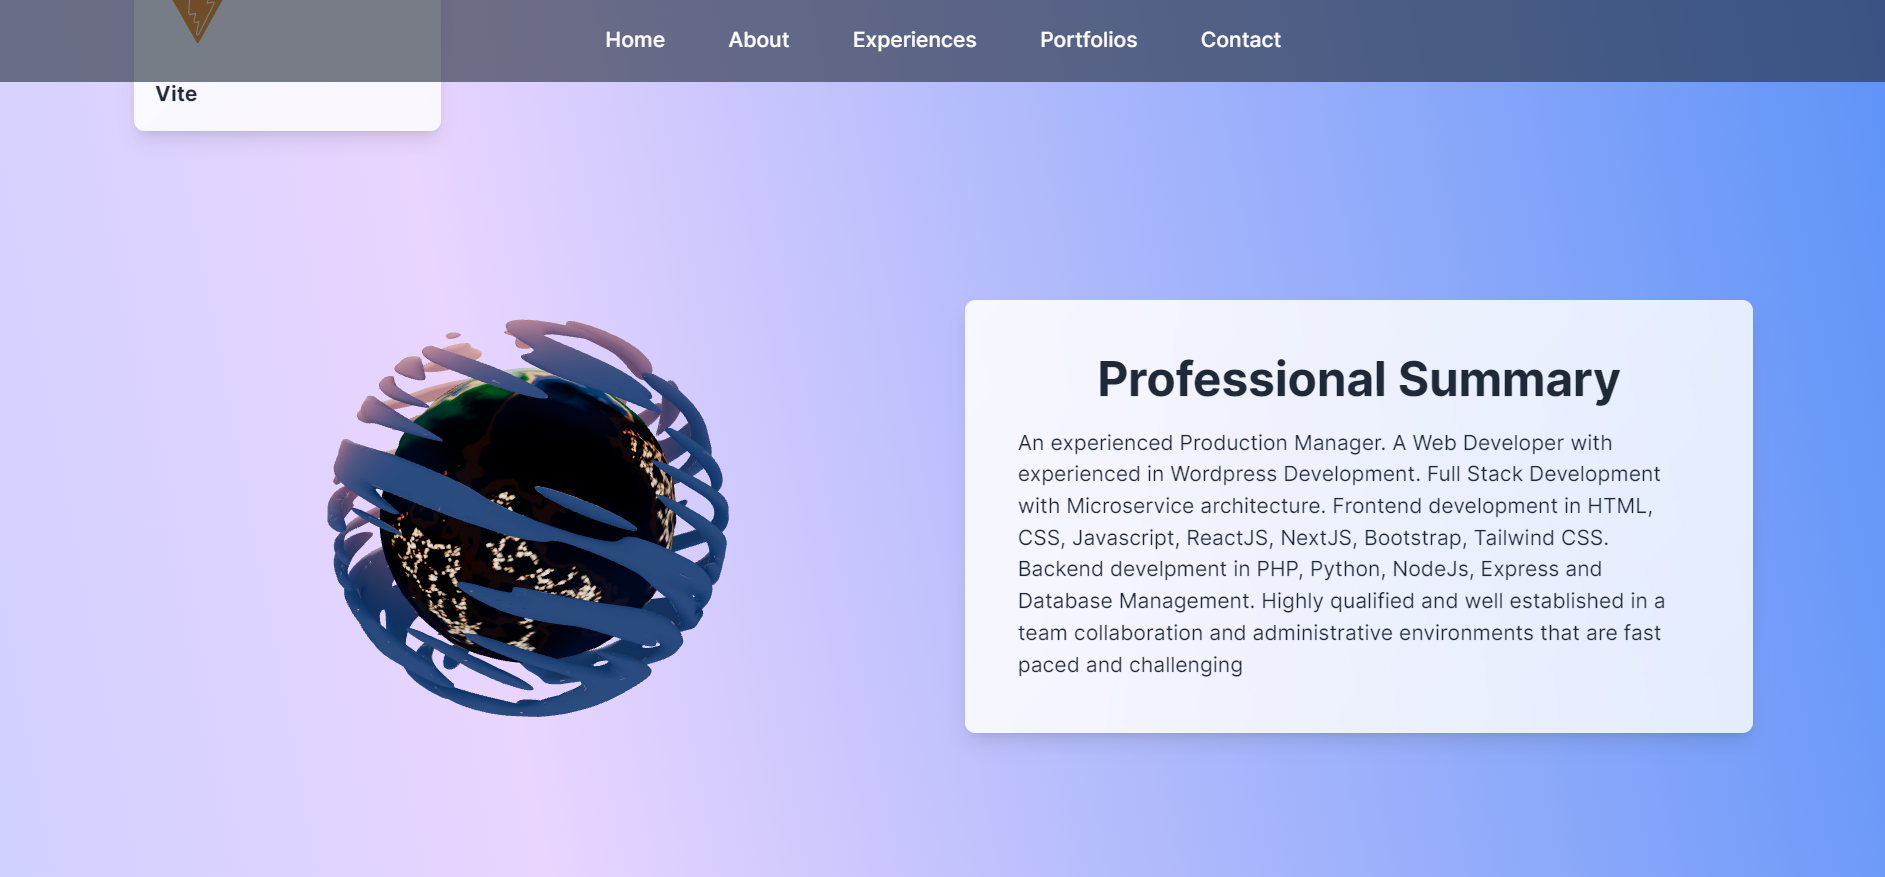 Home About Experiences Portfolios Contact
Vite
Professional Summary
An experienced Production Manager. A Web Developer with
experienced in Wordpress Development. Full Stack Development
with Microservice architecture. Frontend development in HTML,
CSS, Javascript, ReactJS, NextJS, Bootstrap, Tailwind CSS.
Backend develpment in PHP, Python, NodeJs, Express and
Database Management. Highly qualified and well established in a
team collaboration and administrative environments that are fast
paced and challenging